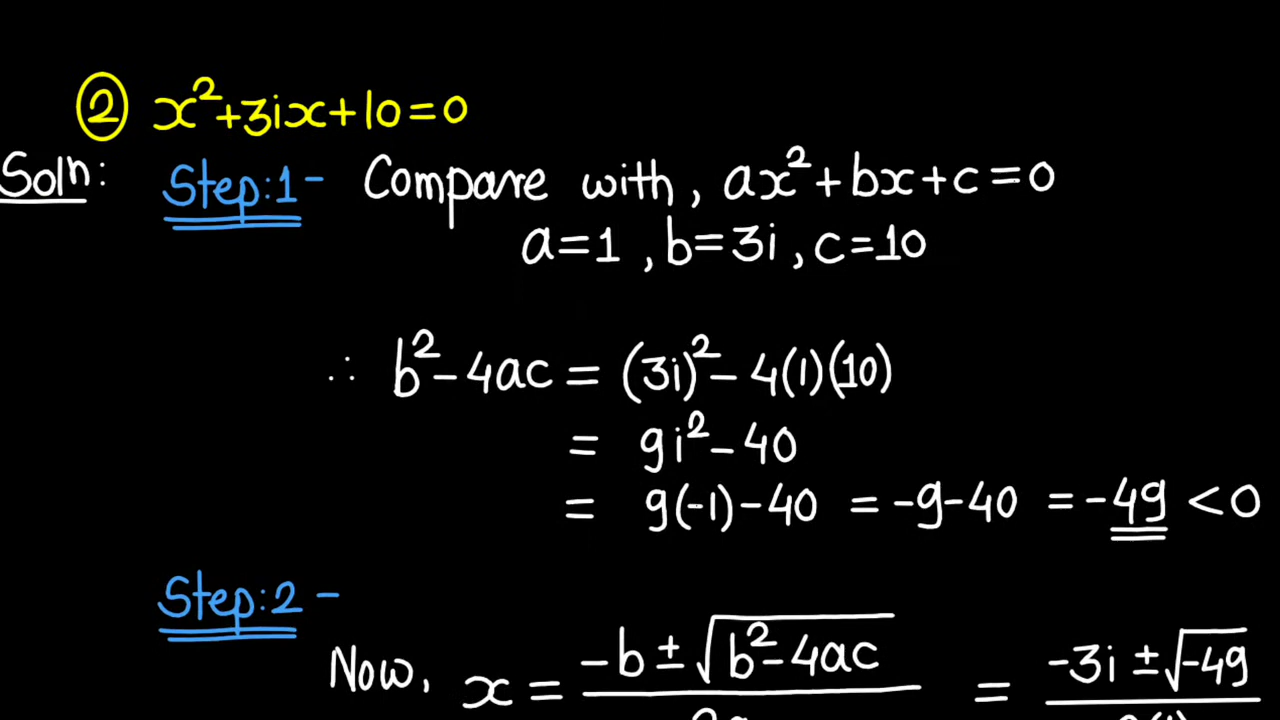 ② x²+3ix+10=0
Soln: Step:1- Compare with, ax²+bx+c=0
a=1, b=3i, c=10
∴ b²-4ac = (3i)²-4(1)(10)
= 9i²-40
= 9(-1)-40 = -9-40 = -49 <0
Step:2-
Now, x = -b±√b²-4ac = -3i±√-49